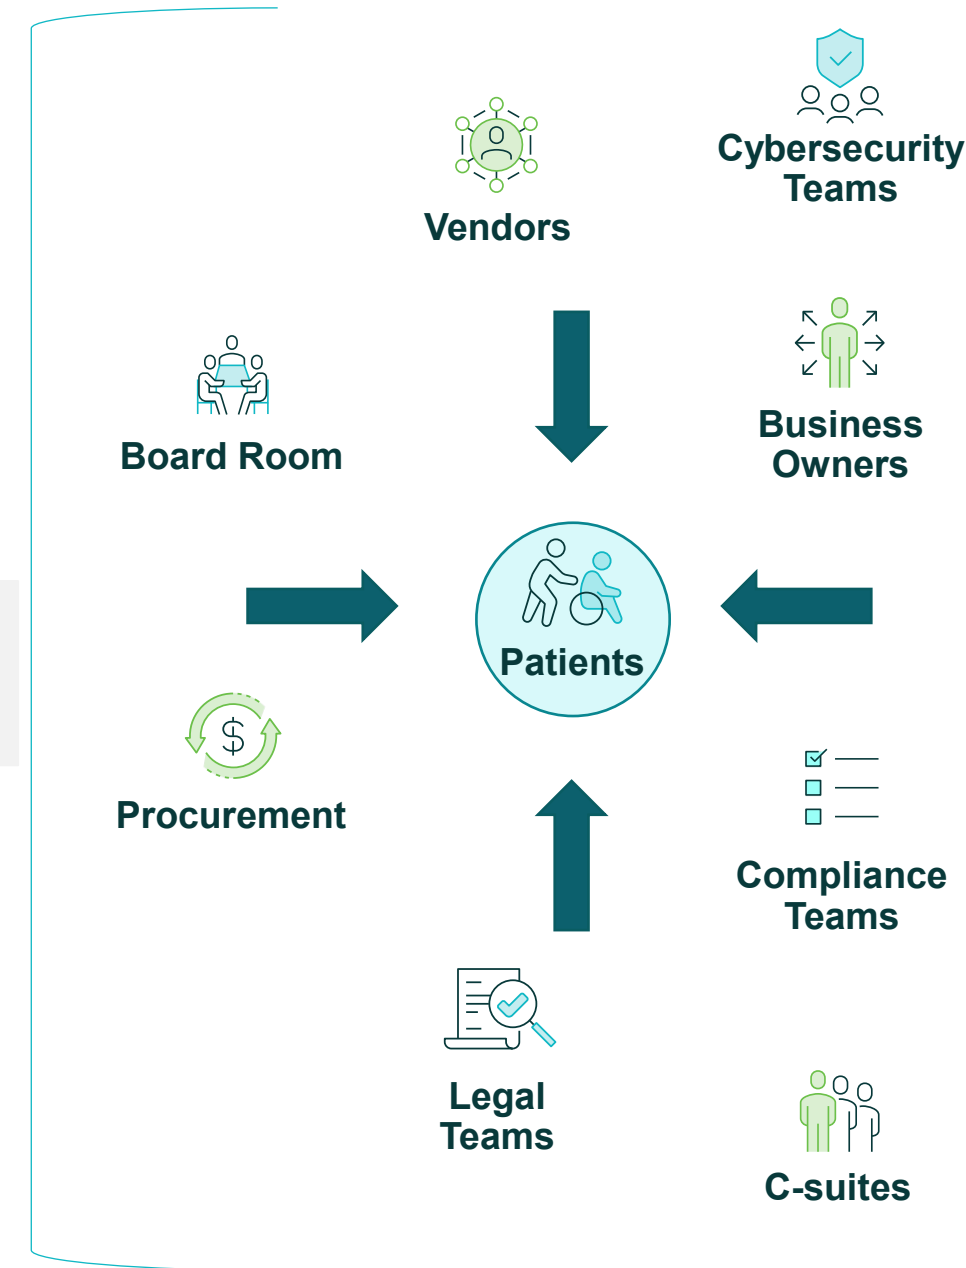 Cybersecurity
Teams
Vendors
Business
Owners
Board Room
Patients
$
Procurement
Compliance
Teams
Legal
Teams
C-suites